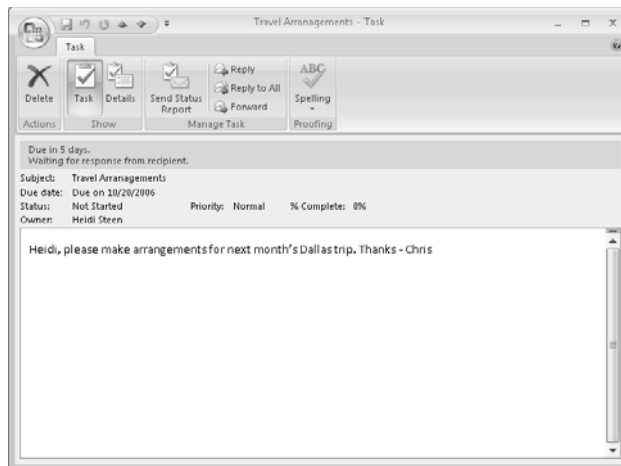 Travel Arranagements - Task
Task
Delete
Task
Details
Send Status
Report
Reply
Reply to All
Forward
ABC
Spelling
Actions
Show
Manage Task
Proofing
Due in 5 days.
Waiting for response from recipient.
Subject: Travel Arranagements
Due date: Due on 10/20/2006
Status: Not Started Priority: Normal % Complete: 0%
Owner: Heidi Steen
Heidi, please make arrangements for next month's Dallas trip. Thanks - Chris